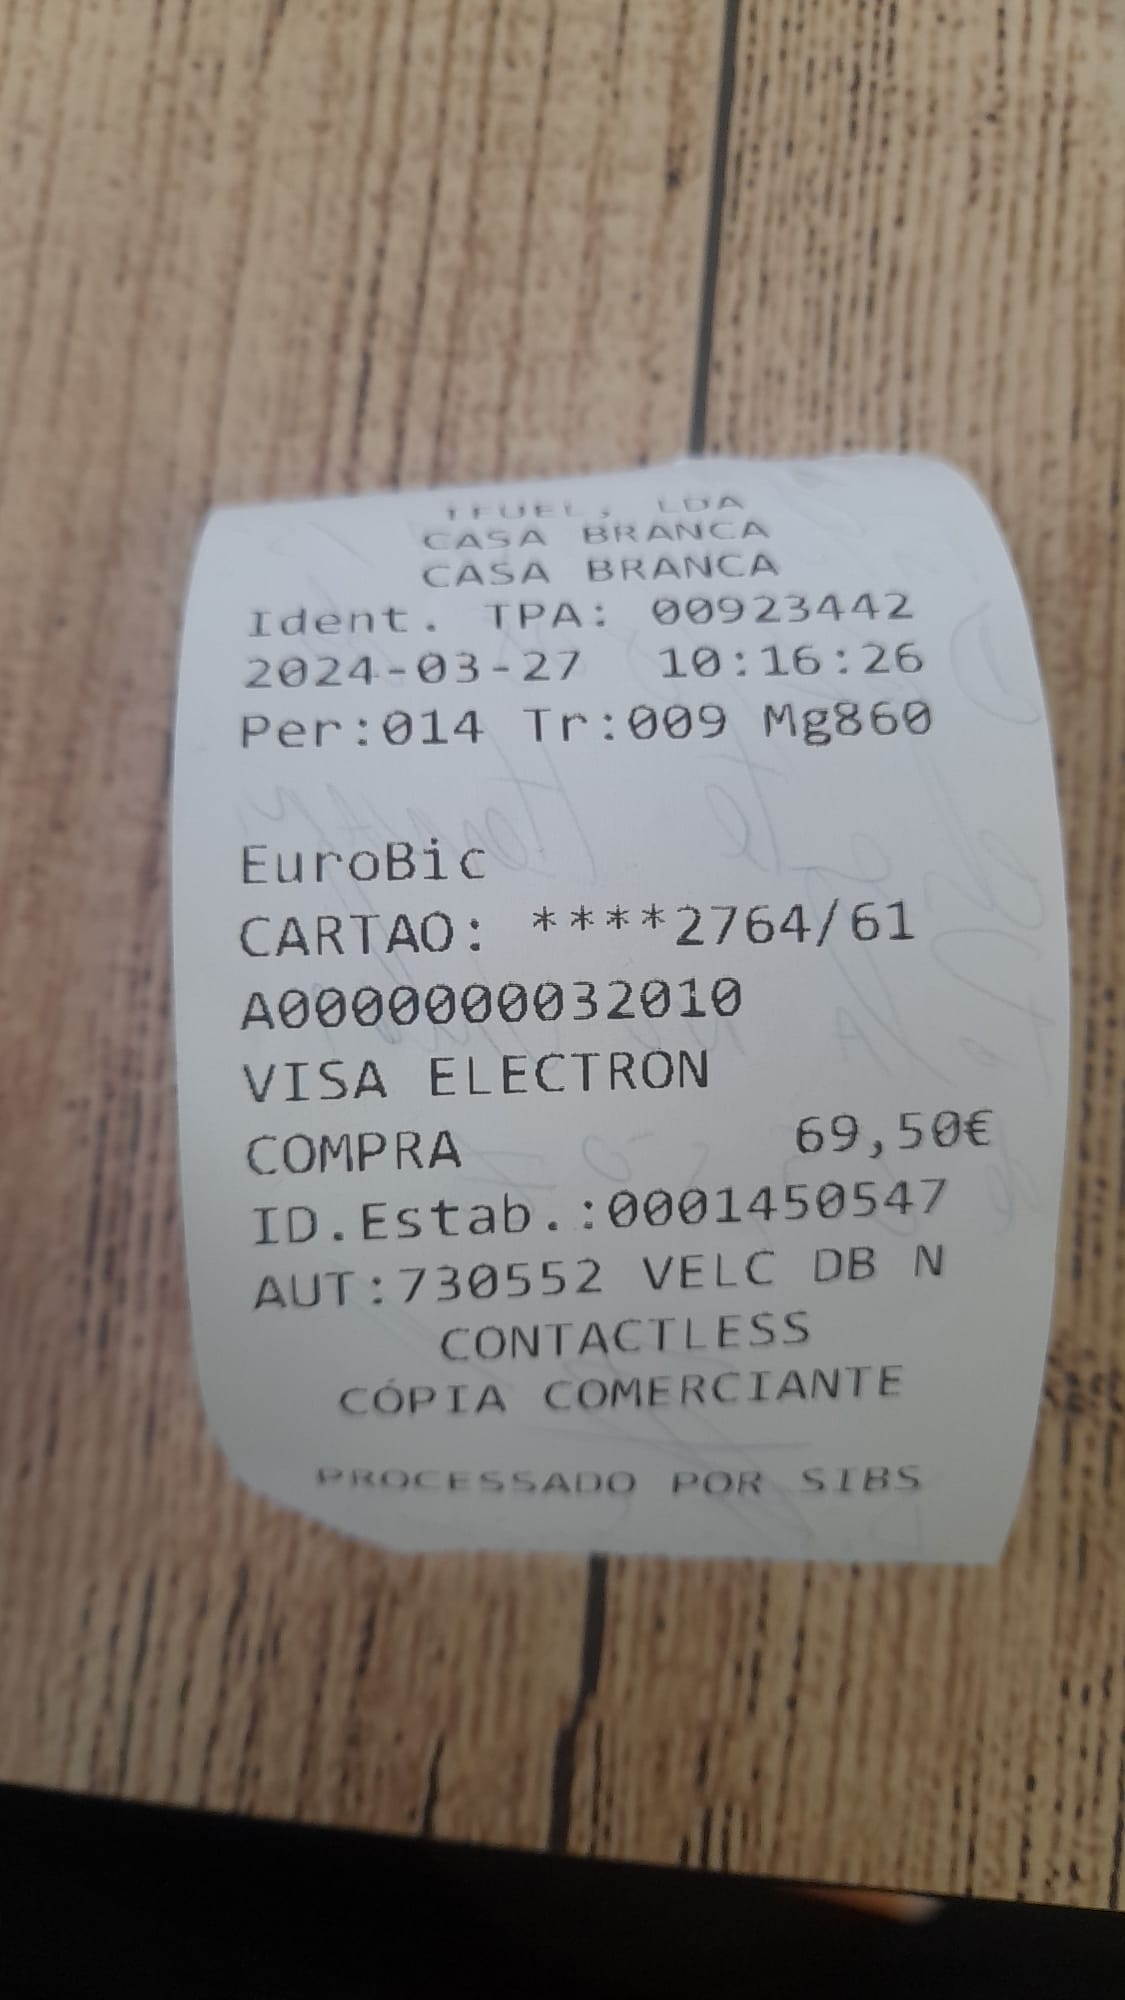 LDA
CASA BRANCA
CASA BRANCA
Ident. TPA: 00923442
2024-03-27 10:16:26
Per:014 Tr:009 Mg860
EuroBic
CARTAO: ****2764/61
A0000000032010
VISA ELECTRON
COMPRA 69,50€
ID.Estab.:0001450547
AUT:730552 VELC DB N
CONTACTLESS
CÓPIA COMERCIANTE
PROCESSADO POR SIBS